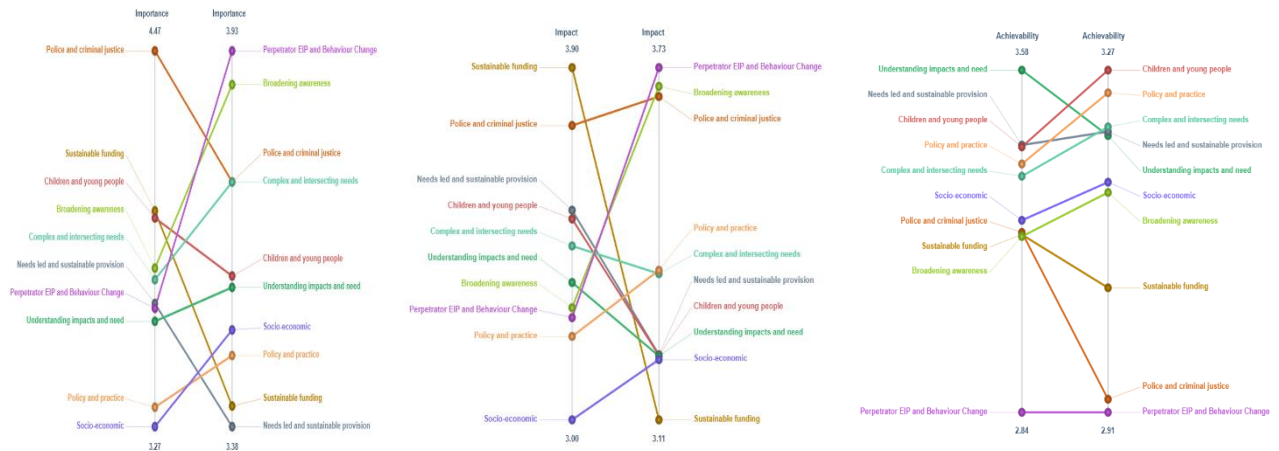 Importance
4.47
Importance
3.93
Police and criminal justice
Sustainable funding
Children and young people
Broadening awareness
Complex and intersecting needs
Needs led and sustainable provision
Perpetrator EIP and Behaviour Change
Understanding impacts and need
Policy and practice
Socio-economic
Perpetrator EIP and Behaviour Change
Broadening awareness
Police and criminal justice
Complex and intersecting needs
Children and young people
Understanding impacts and need
Socio-economic
Policy and practice
Sustainable funding
Needs led and sustainable provision
3.27
3.38
Impact
3.90
Impact
3.73
Sustainable funding
Police and criminal justice
Needs led and sustainable provision
Children and young people
Complex and intersecting needs
Understanding impacts and need
Broadening awareness
Perpetrator EIP and Behaviour Change
Policy and practice
Socio-economic
Perpetrator EIP and Behaviour Change
Broadening awareness
Police and criminal justice
Policy and practice
Complex and intersecting needs
Needs led and sustainable provision
Children and young people
Understanding impacts and need
Socio-economic
Sustainable funding
3.00
3.11
Achievability
3.58
Achievability
3.27
Understanding impacts and need
Needs led and sustainable provision
Children and young people
Policy and practice
Complex and intersecting needs
Socio-economic
Police and criminal justice
Sustainable funding
Broadening awareness
Perpetrator EIP and Behaviour Change
Children and young people
Policy and practice
Complex and intersecting needs
Needs led and sustainable provision
Understanding impacts and need
Socio-economic
Broadening awareness
Sustainable funding
Police and criminal justice
Perpetrator EIP and Behaviour Change
2.84
2.91